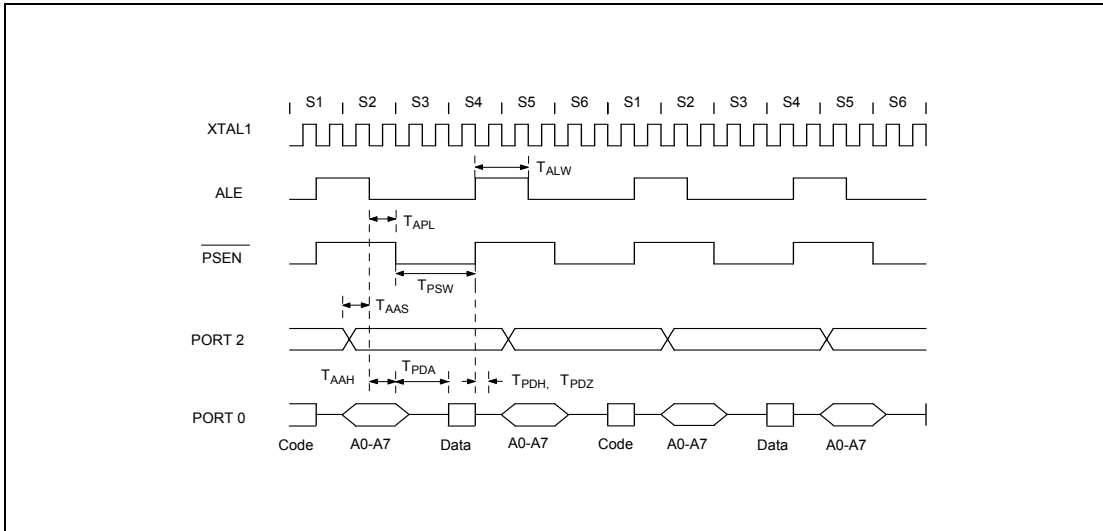 S1 S2 S3 S4 S5 S6 S1 S2 S3 S4 S5 S6
XTAL1
TALW
ALE
TAPL
PSEN
TPSW
TAAS
PORT 2
TAAH TPDA TPDH, TPDZ
PORT 0
Code A0-A7 Data A0-A7 Code A0-A7 Data A0-A7